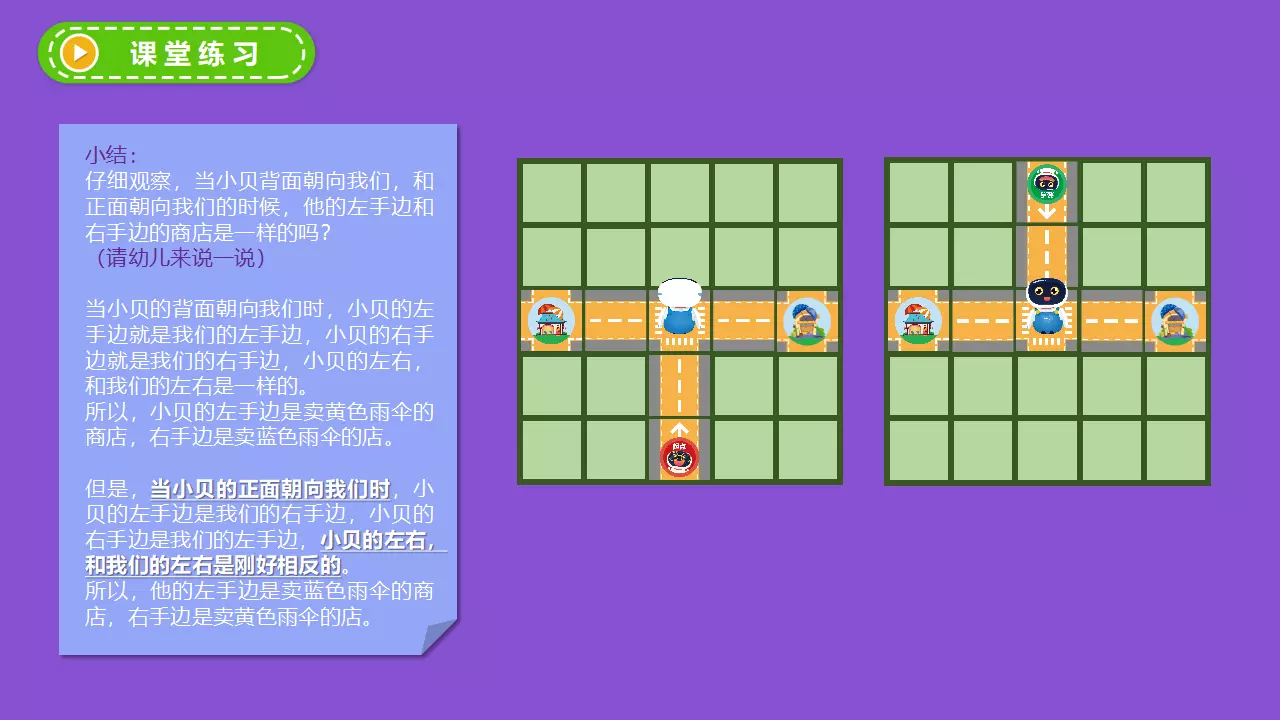 课堂练习
小结：
仔细观察，当小贝背面朝向我们，和
正面朝向我们的时候，他的左手边和
右手边的商店是一样的吗？
（请幼儿来说一说）
当小贝的背面朝向我们时，小贝的左
手边就是我们的左手边，小贝的右手
边就是我们的右手边，小贝的左右，
和我们的左右是一样的。
所以，小贝的左手边是卖黄色雨伞的
商店，右手边是卖蓝色雨伞的店。
但是，当小贝的正面朝向我们时，小
贝的左手边是我们的右手边，小贝的
右手边是我们的左手边，小贝的左右，
和我们的左右是刚好相反的。
所以，他的左手边是卖蓝色雨伞的商
店，右手边是卖黄色雨伞的店。
起点